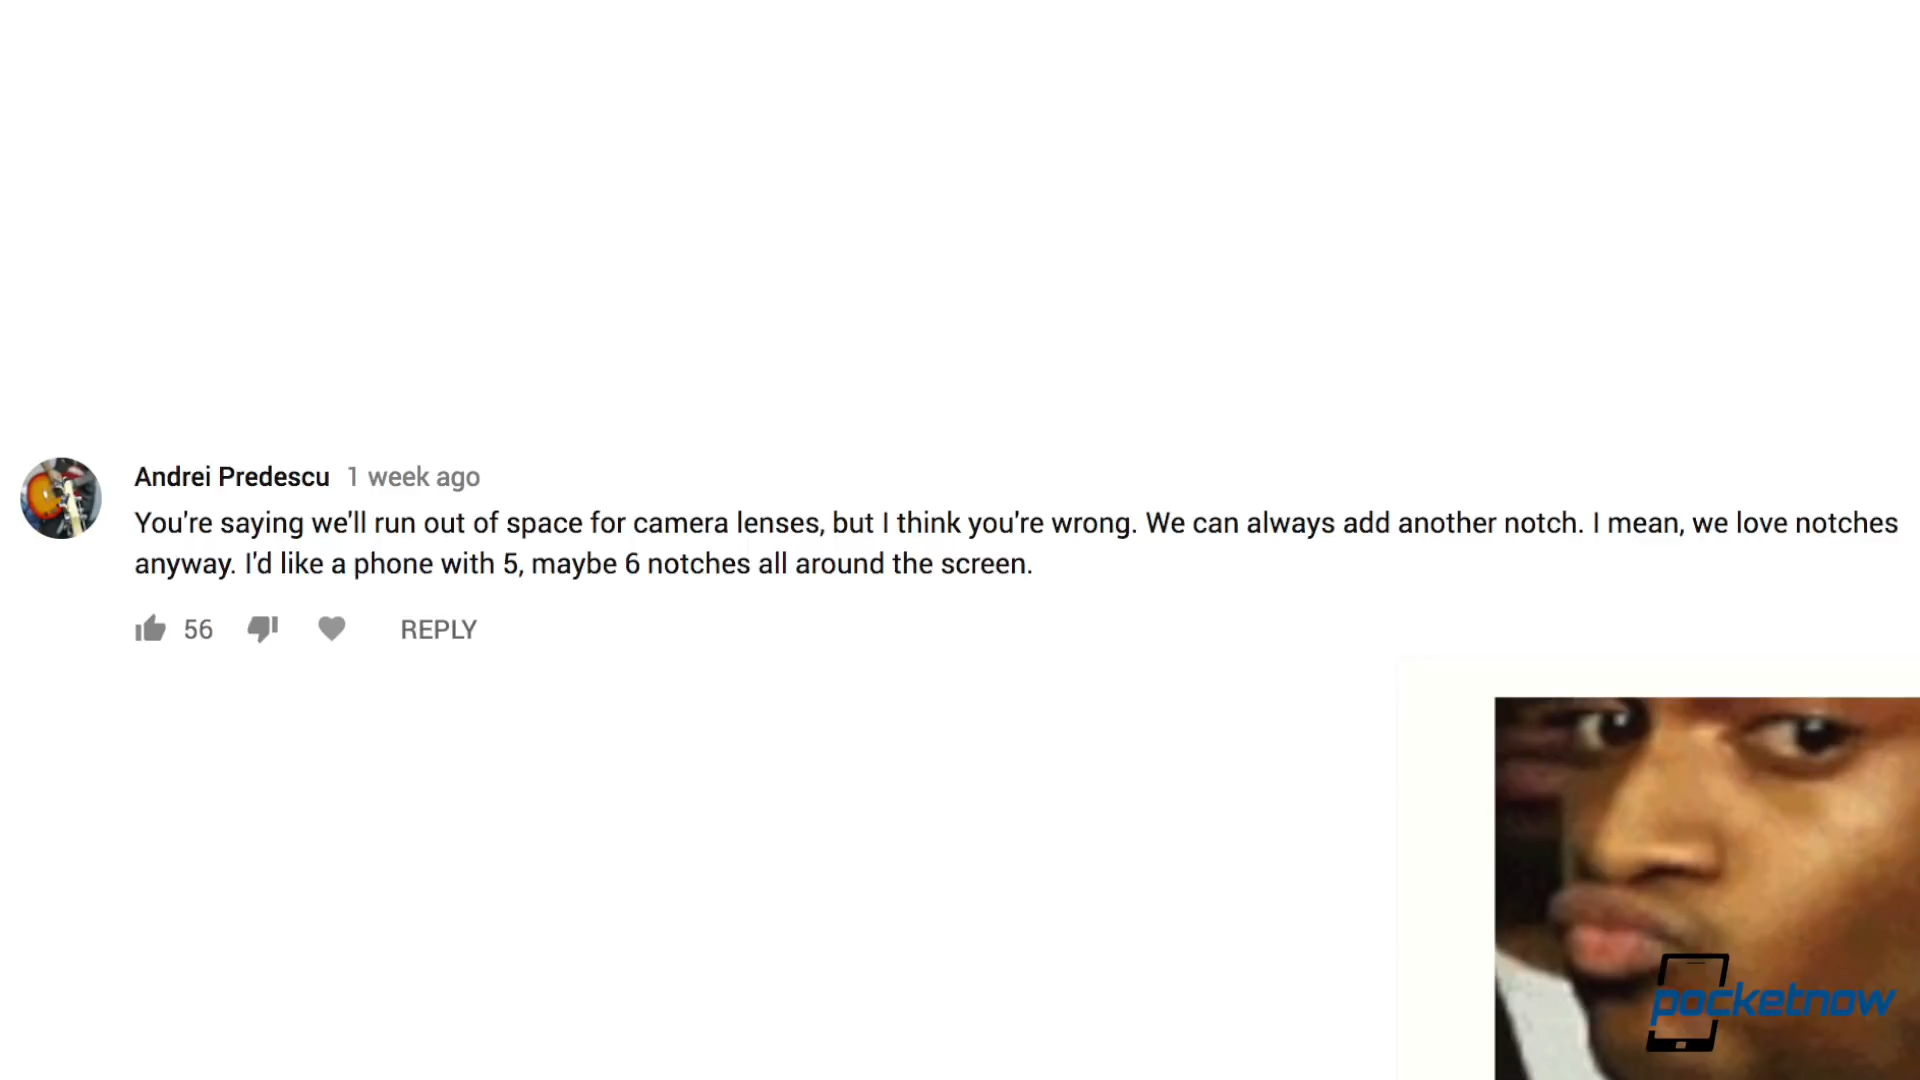 Andrei Predescu 1 week ago
You're saying we'll run out of space for camera lenses, but I think you're wrong. We can always add another notch. I mean, we love notches
anyway. I'd like a phone with 5, maybe 6 notches all around the screen.
56 REPLY
pocketnow